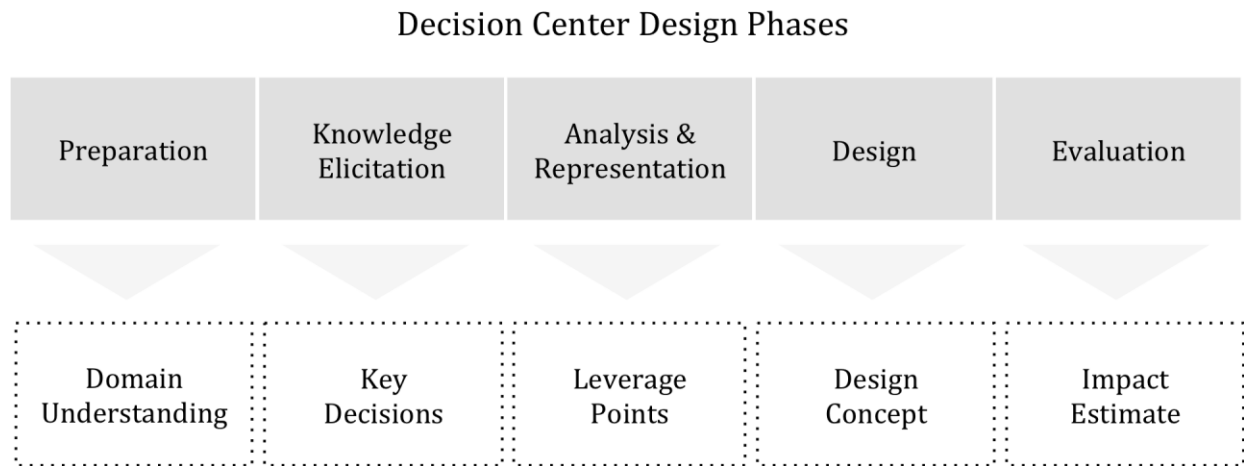 Decision Center Design Phases
Preparation
Knowledge
Elicitation
Analysis &
Representation
Design
Evaluation
Domain
Understanding
Key
Decisions
Leverage
Points
Design
Concept
Impact
Estimate